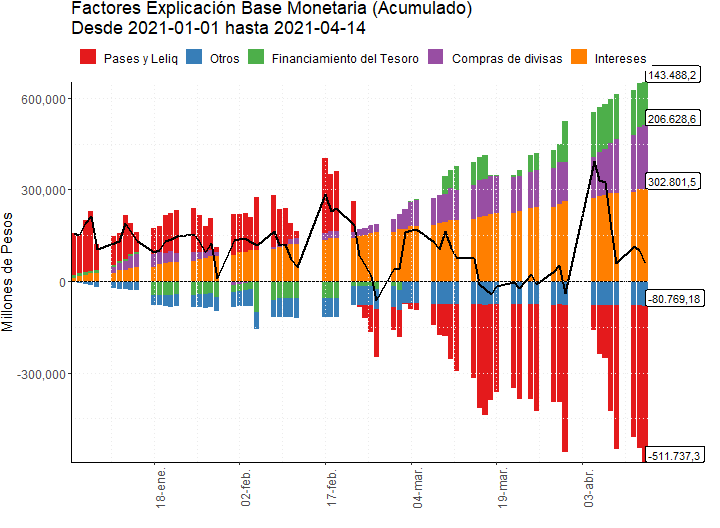 Factores Explicación Base Monetaria (Acumulado)
Desde 2021-01-01 hasta 2021-04-14
Pases y Leliq Otros Financiamiento del Tesoro Compras de divisas Intereses
Millones de Pesos
600,000
300,000
0
-300,000
143.488,2
206.628,6
302.801,5
-80.769,18
-511.737,3
18-ene.
02-feb.
17-feb.
04-mar.
19-mar.
03-abr.